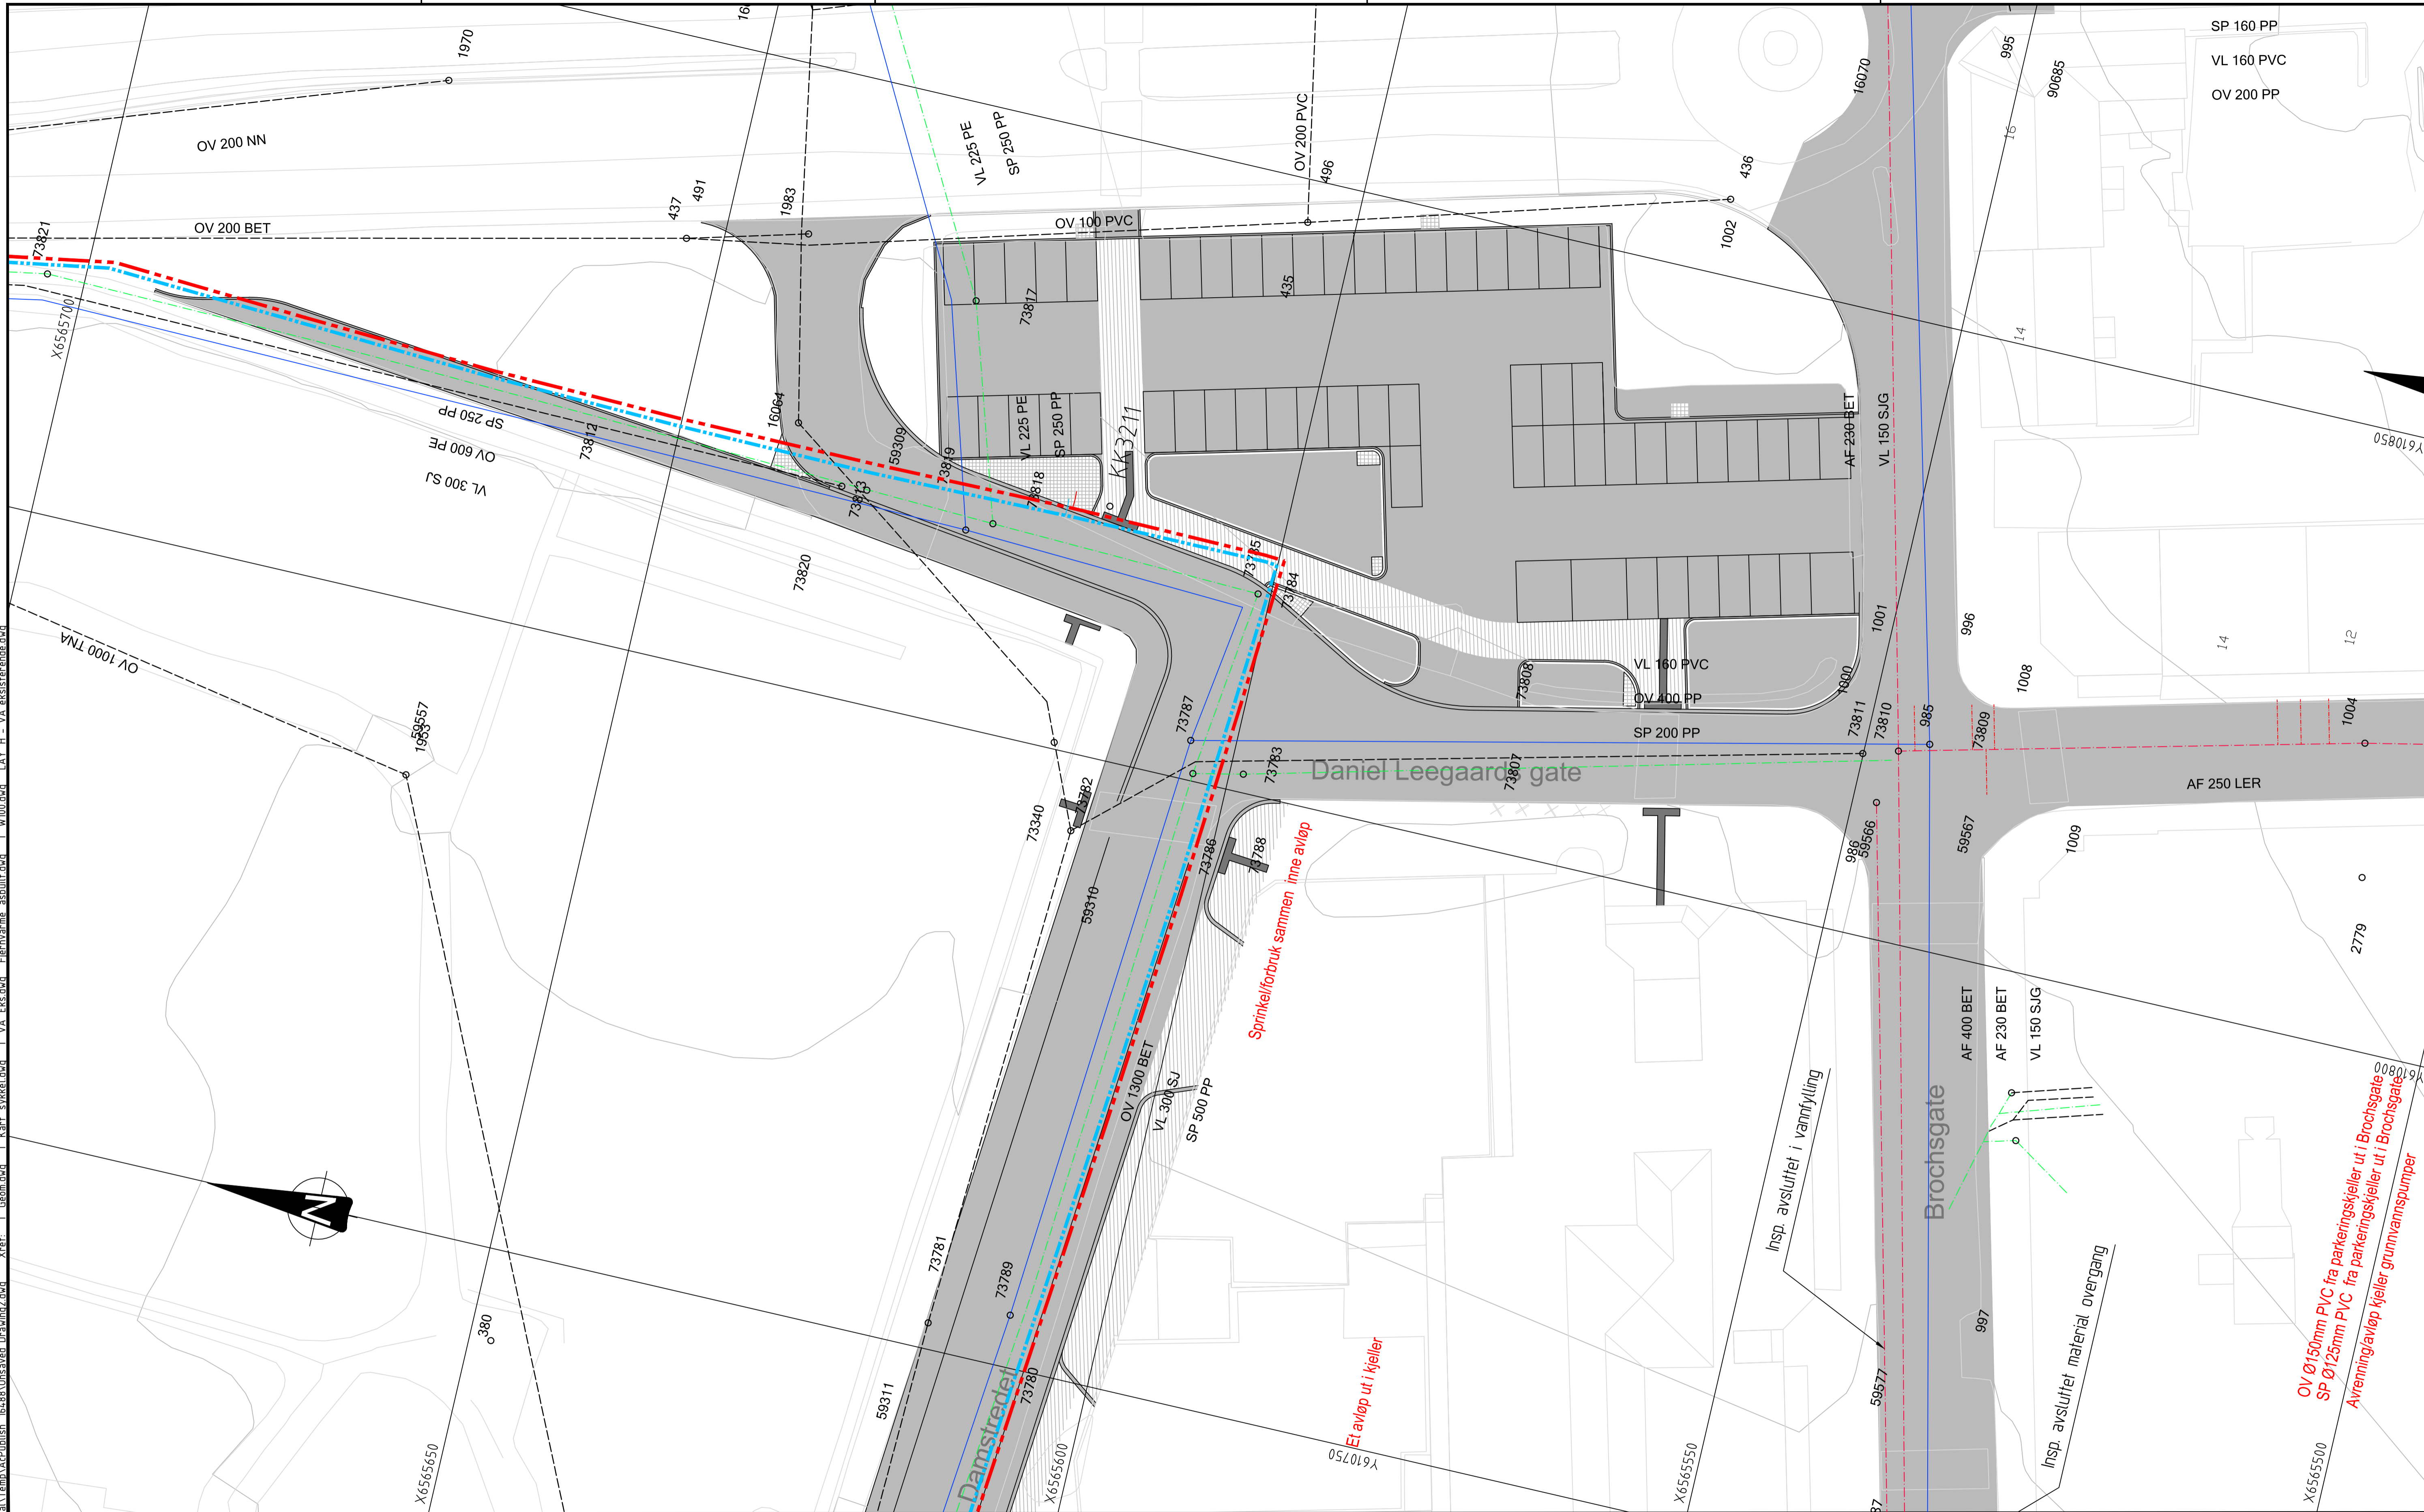 1970
995
16070
90685
SP 160 PP
VL 160 PVC
OV 200 PP
16
OV 200 NN
VL 225 PE
SP 250 PP
OV 200 PVC
496
436
437
491
1983
73821
OV 200 BET
OV 100 PVC
1002
X6565700
73817
435
14
SP 250 PP
OV 600 PE
VL 300 SJ
73812
16064
59309
73819
73813
VL 225 PE
SP 250 PP
73818
KK3211
AF 230 BET
VL 150 SJG
Y610850
73820
73785
73784
OV 1000 TNA
1001
996
14
12
VL 160 PVC
73808
OV 400 PP
1000
1008
59557
1953
73787
SP 200 PP
73811
73810
985
73809
1004
73783
Daniel Leegaards gate
73807
AF 250 LER
73340
73782
73786
73788
986
59566
59567
1009
59310
Sprinkel/forbruk sammen inne avløp
2779
OV 1300 BET
VL 300 SJ
SP 500 PP
AF 400 BET
AF 230 BET
VL 150 SJG
Insp. avsluttet i vannfylling
Brochsgate
Y610800
OV Ø150mm PVC fra parkeringskjeller ut i Brochsgate
SP Ø125mm PVC fra parkeringskjeller ut i Brochsgate
Avrenning/avløp kjeller grunnvannspumper
N
73781
73789
380
997
Insp. avsluttet material overgang
Et avløp ut i kjeller
73780
59311
59577
Damstredet
X6565650
X6565600
Y610750
X6565550
X6565500